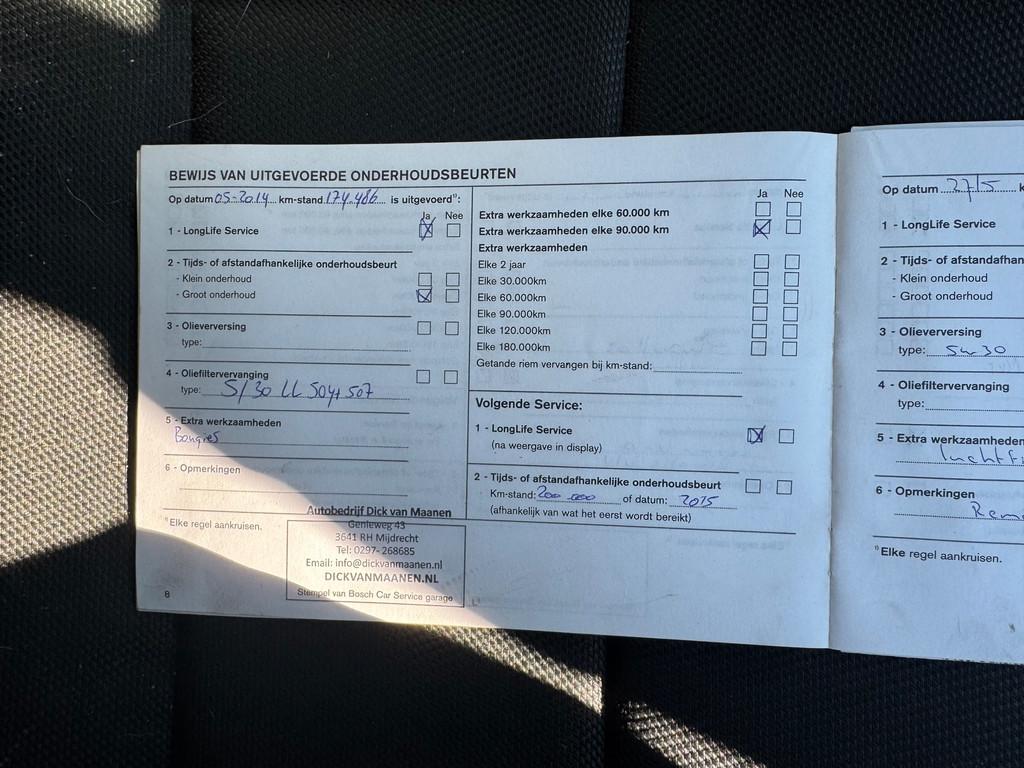 BEWIJS VAN UITGEVOERDE ONDERHOUDSBEURTEN
Op datum 05-2014 km-stand 174.486 is uitgevoerd¹⁾:
Ja Nee
1 - LongLife Service
2 - Tijds- of afstandafhankelijke onderhoudsbeurt
- Klein onderhoud
- Groot onderhoud
3 - Olieverversing
type:
4 - Oliefiltervervanging
type: 5/30 LL 504, 507
5 - Extra werkzaamheden
Bougies
6 - Opmerkingen
¹⁾Elke regel aankruisen.
Autobedrijf Dick van Maanen
Genieweg 43
3641 RH Mijdrecht
Tel: 0297- 268685
Email: info@dickvanmaanen.nl
DICKVANMAANEN.NL
Stempel van Bosch Car Service garage
8
Ja Nee
Extra werkzaamheden elke 60.000 km
Extra werkzaamheden elke 90.000 km
Extra werkzaamheden
Elke 2 jaar
Elke 30.000km
Elke 60.000km
Elke 90.000km
Elke 120.000km
Elke 180.000km
Getande riem vervangen bij km-stand:
Volgende Service:
1 - LongLife Service
(na weergave in display)
2 - Tijds- of afstandafhankelijke onderhoudsbeurt
Km-stand: 200.000 of datum: 2015
(afhankelijk van wat het eerst wordt bereikt)
Op datum 27/5 k
1 - LongLife Service
2 - Tijds- of afstandafhan
- Klein onderhoud
- Groot onderhoud
3 - Olieverversing
type: 5w30
4 - Oliefiltervervanging
type:
5 - Extra werkzaamheden
luchtfi
6 - Opmerkingen
Rem
¹⁾Elke regel aankruisen.